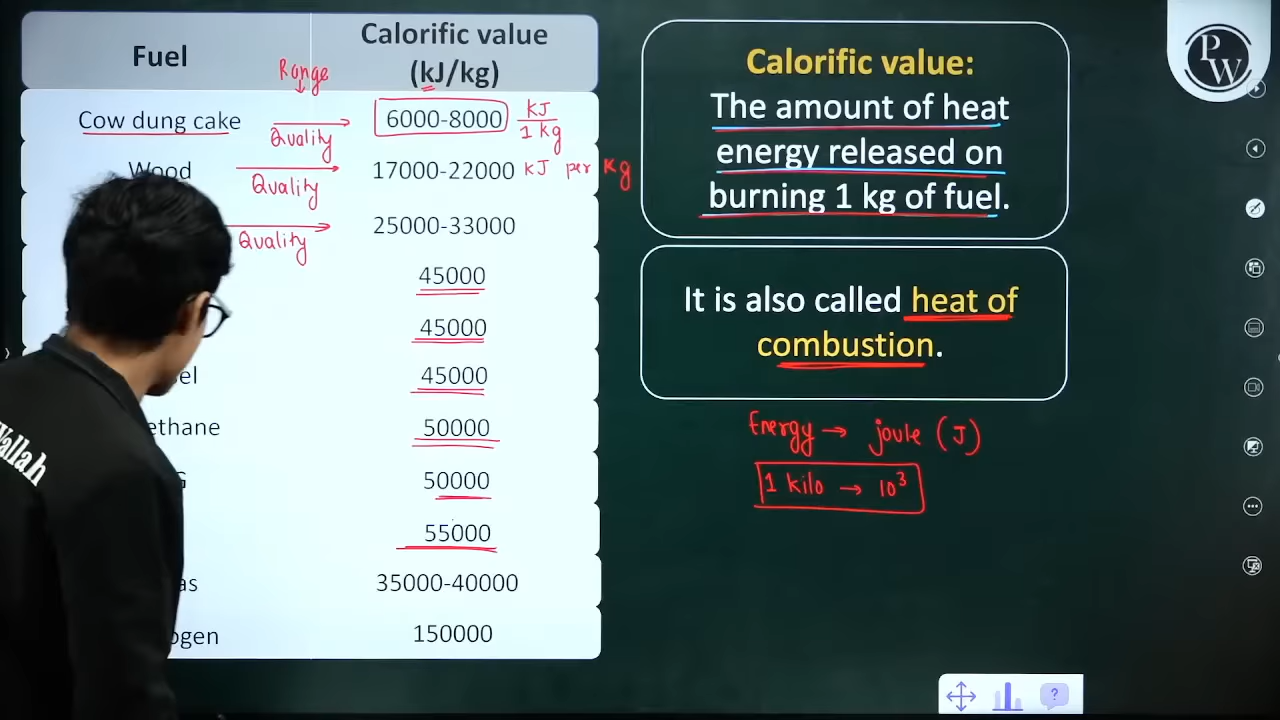 Fuel
Calorific value
(kJ/kg)
Range
Cow dung cake
Quality
6000-8000
kJ
1 kg
Wood
Quality
17000-22000
kJ per kg
Quality
25000-33000
45000
45000
45000
ethane
50000
50000
55000
35000-40000
150000
Calorific value:
The amount of heat
energy released on
burning 1 kg of fuel.
It is also called heat of
combustion.
Energy → joule (J)
1 kilo → 10³
PW
Wallah